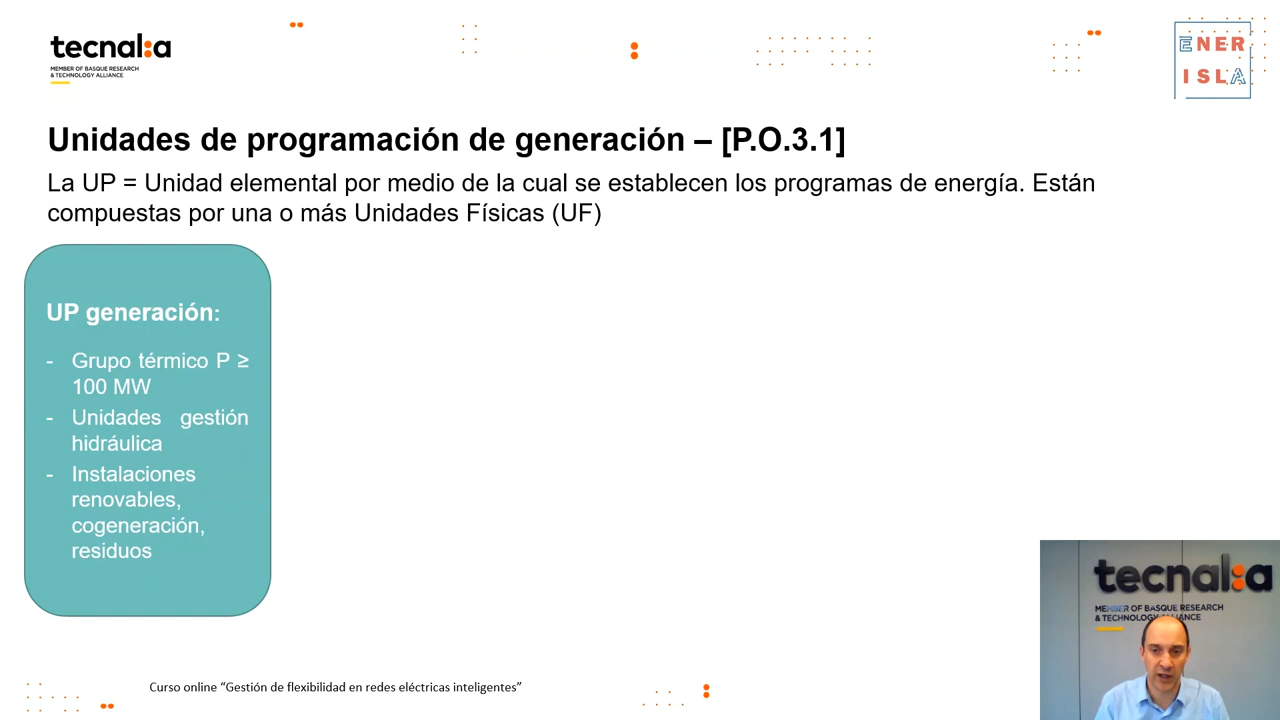 tecnal:a
MEMBER OF BASQUE RESEARCH
& TECHNOLOGY ALLIANCE
ENER
ISLA
Unidades de programación de generación – [P.O.3.1]
La UP = Unidad elemental por medio de la cual se establecen los programas de energía. Están
compuestas por una o más Unidades Físicas (UF)
UP generación:
- Grupo térmico P ≥
100 MW
- Unidades gestión
hidráulica
- Instalaciones
renovables,
cogeneración,
residuos
tecnal:a
MEMBER OF BASQUE RESEARCH
& TECHNOLOGY ALLIANCE
Curso online “Gestión de flexibilidad en redes eléctricas inteligentes”